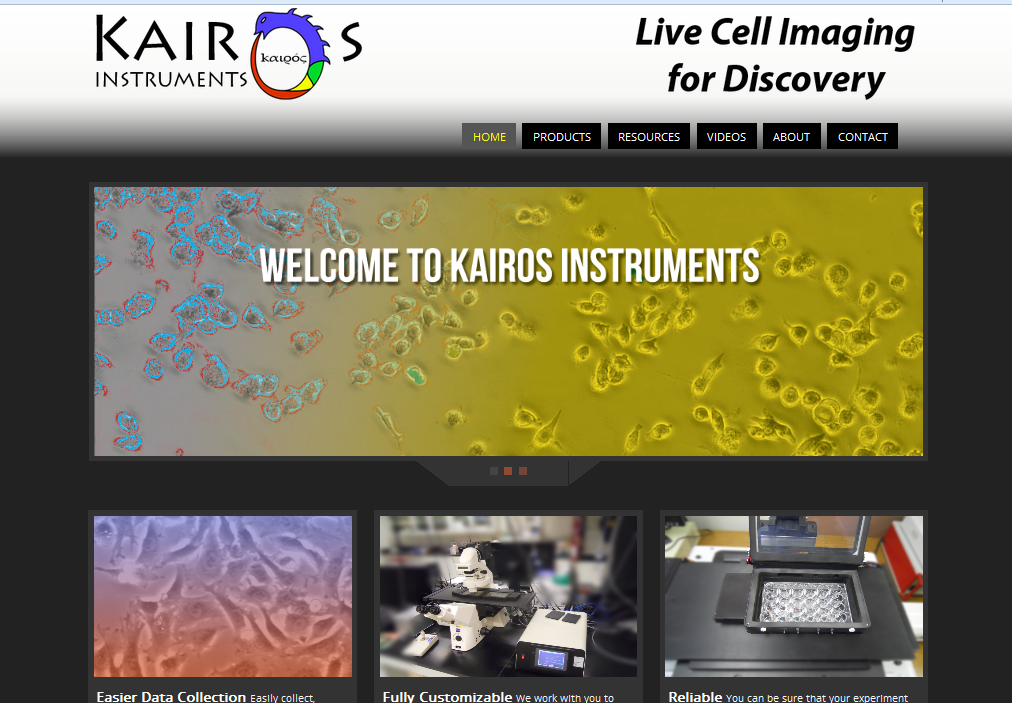 KAIROS
καιρός
INSTRUMENTS
Live Cell Imaging
for Discovery
HOME PRODUCTS RESOURCES VIDEOS ABOUT CONTACT
WELCOME TO KAIROS INSTRUMENTS
Easier Data Collection Easily collect,
Fully Customizable We work with you to
Reliable You can be sure that your experiment